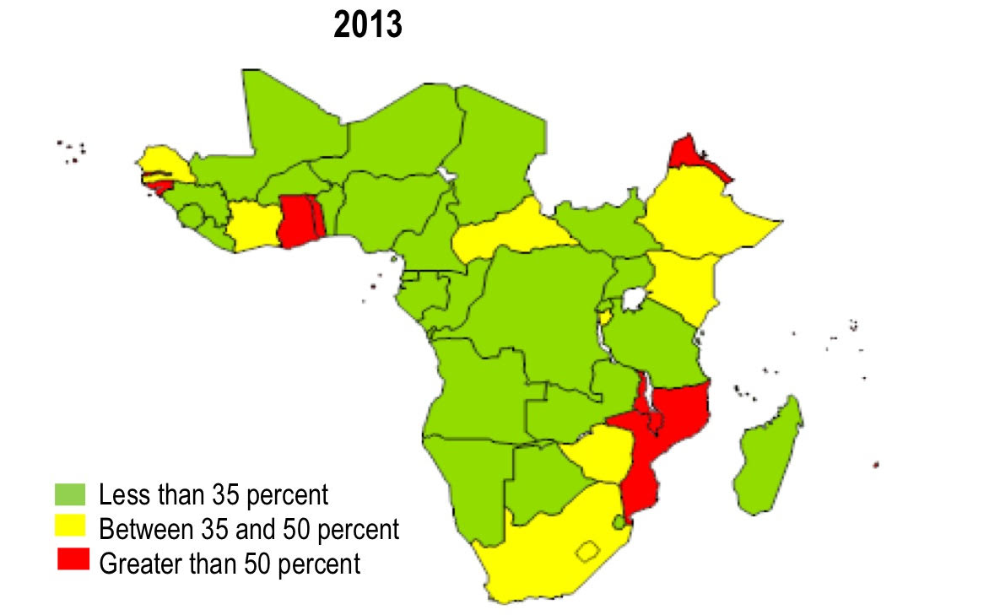 2013
Less than 35 percent
Between 35 and 50 percent
Greater than 50 percent